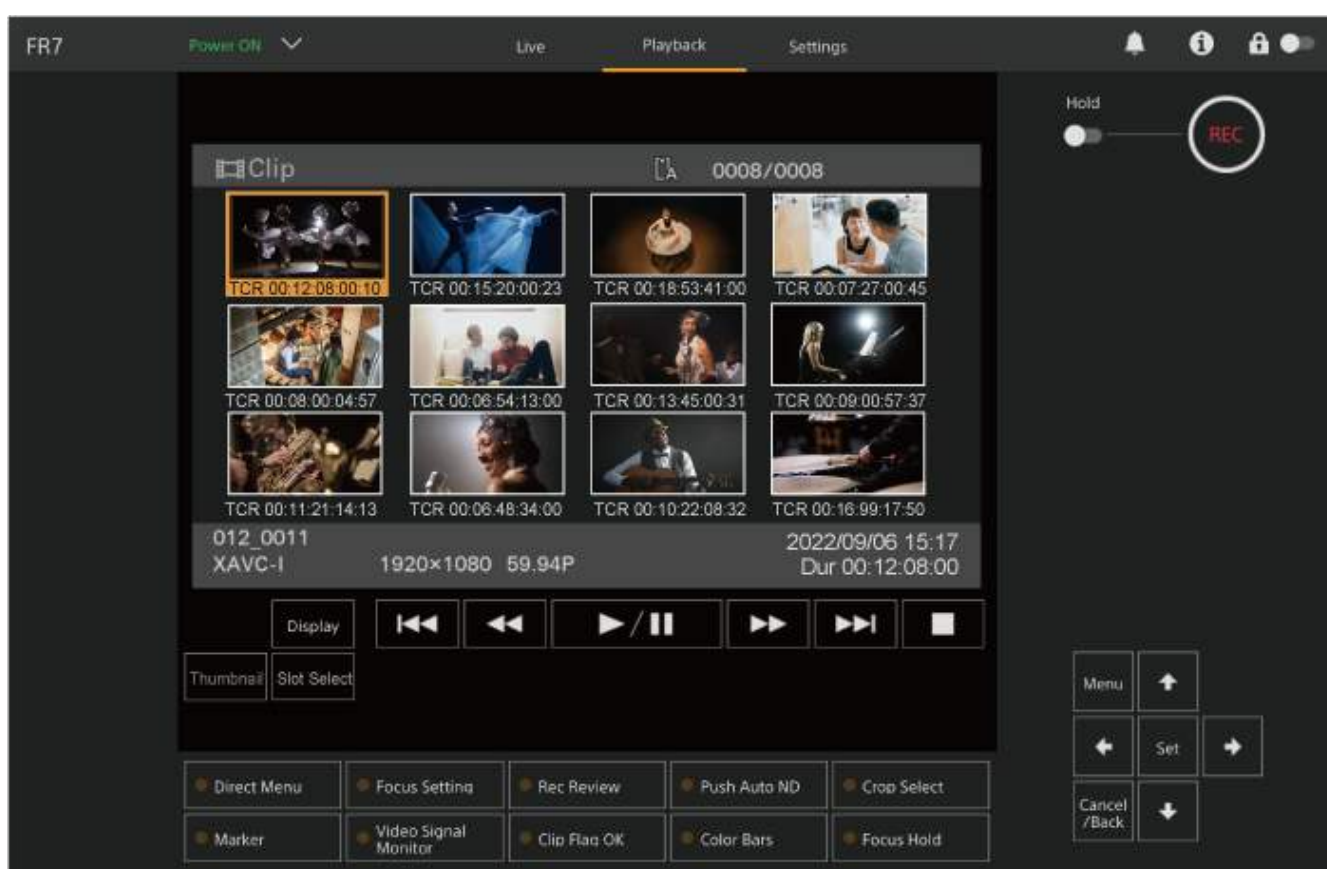 FR7
Power ON
Live
Playback
Settings
Hold
REC
Clip
A
0008/0008
TCR 00:12:08:00:10
TCR 00:15:20:00:23
TCR 00:18:53:41:00
TCR 00:07:27:00:45
TCR 00:08:00:04:57
TCR 00:06:54:13:00
TCR 00:13:45:00:31
TCR 00:09:00:57:37
TCR 00:11:21:14:13
TCR 00:06:48:34:00
TCR 00:10:22:08:32
TCR 00:16:99:17:50
012_0011
2022/09/06 15:17
XAVC-I 1920×1080 59.94P
Dur 00:12:08:00
Display
Thumbnail
Slot Select
Menu
Set
Cancel
/Back
Direct Menu
Focus Setting
Rec Review
Push Auto ND
Crop Select
Marker
Video Signal
Monitor
Clip Flag OK
Color Bars
Focus Hold